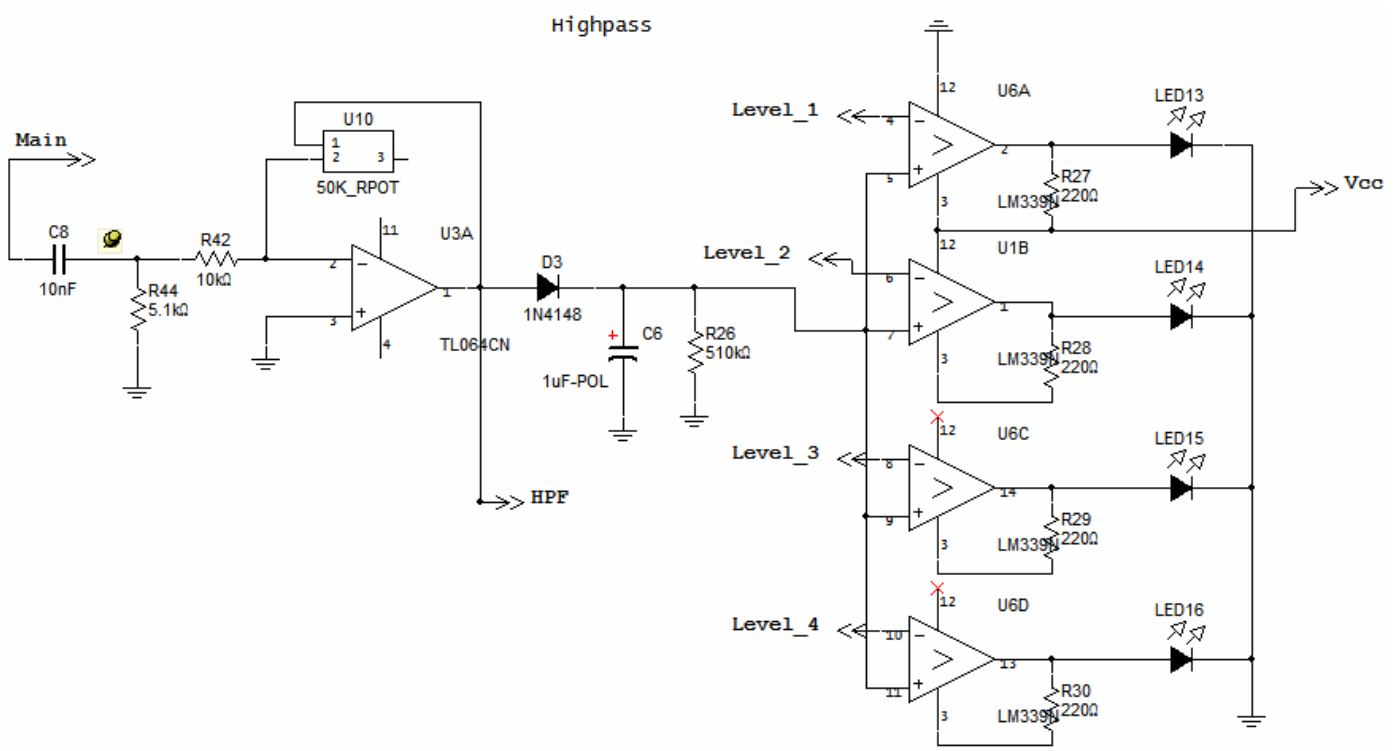 Highpass
Main
C8
10nF
R44
5.1kΩ
R42
10kΩ
U10
1
2
3
50K_RPOT
11
U3A
2
−
+
3
1
4
TL064CN
D3
1N4148
+
C6
1uF-POL
R26
510kΩ
HPF
Level_1
12
U6A
4
−
>
+
5
2
3
LM339N
R27
220Ω
LED13
Vcc
Level_2
12
U1B
6
−
>
+
7
1
3
LM339N
R28
220Ω
LED14
Level_3
12
U6C
8
−
>
+
9
14
3
LM339N
R29
220Ω
LED15
Level_4
12
U6D
10
−
>
+
11
13
3
LM339N
R30
220Ω
LED16